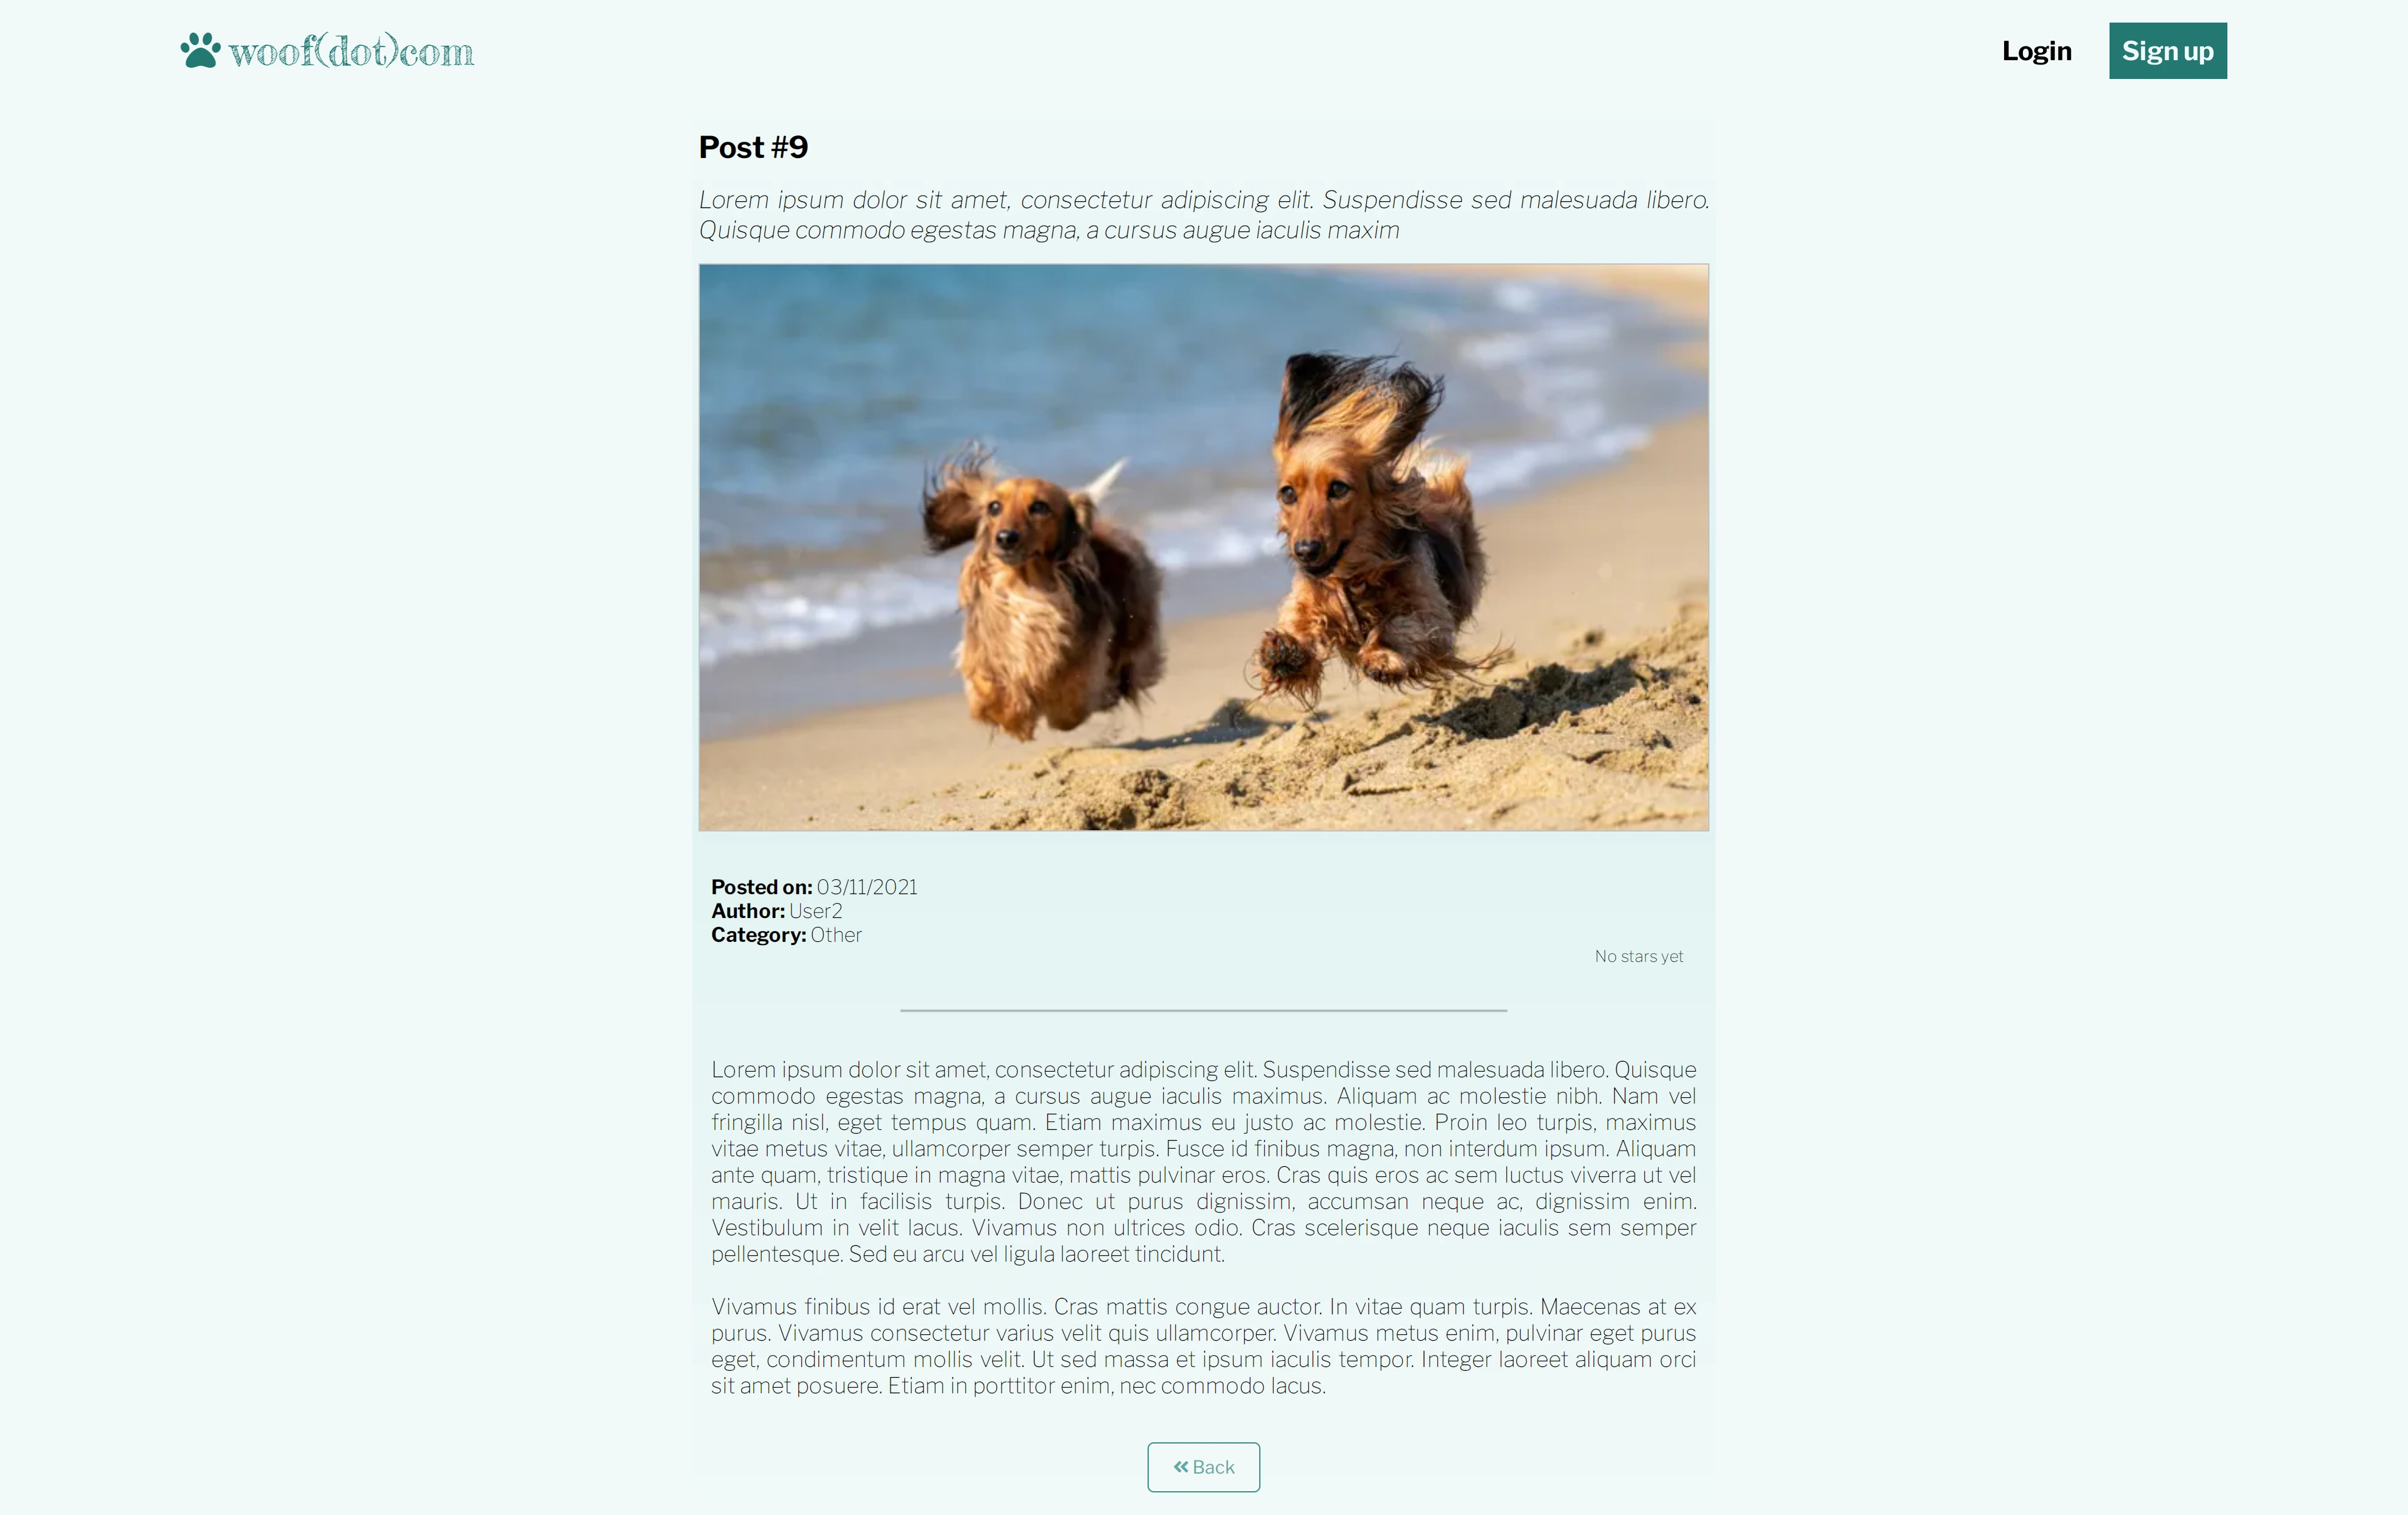 woof(dot)com
Login
Sign up
Post #9
Lorem ipsum dolor sit amet, consectetur adipiscing elit. Suspendisse sed malesuada libero.
Quisque commodo egestas magna, a cursus augue iaculis maxim
Posted on: 03/11/2021
Author: User2
Category: Other
No stars yet
Lorem ipsum dolor sit amet, consectetur adipiscing elit. Suspendisse sed malesuada libero. Quisque
commodo egestas magna, a cursus augue iaculis maximus. Aliquam ac molestie nibh. Nam vel
fringilla nisl, eget tempus quam. Etiam maximus eu justo ac molestie. Proin leo turpis, maximus
vitae metus vitae, ullamcorper semper turpis. Fusce id finibus magna, non interdum ipsum. Aliquam
ante quam, tristique in magna vitae, mattis pulvinar eros. Cras quis eros ac sem luctus viverra ut vel
mauris. Ut in facilisis turpis. Donec ut purus dignissim, accumsan neque ac, dignissim enim.
Vestibulum in velit lacus. Vivamus non ultrices odio. Cras scelerisque neque iaculis sem semper
pellentesque. Sed eu arcu vel ligula laoreet tincidunt.
Vivamus finibus id erat vel mollis. Cras mattis congue auctor. In vitae quam turpis. Maecenas at ex
purus. Vivamus consectetur varius velit quis ullamcorper. Vivamus metus enim, pulvinar eget purus
eget, condimentum mollis velit. Ut sed massa et ipsum iaculis tempor. Integer laoreet aliquam orci
sit amet posuere. Etiam in porttitor enim, nec commodo lacus.
Back